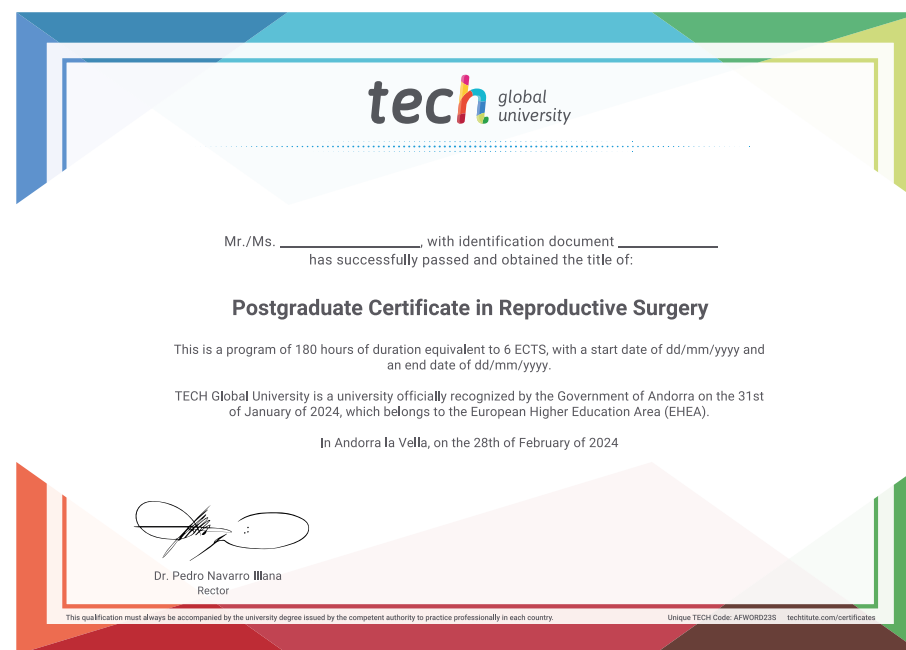 tech global
university
Mr./Ms. ____________, with identification document ____________
has successfully passed and obtained the title of:
Postgraduate Certificate in Reproductive Surgery
This is a program of 180 hours of duration equivalent to 6 ECTS, with a start date of dd/mm/yyyy and
an end date of dd/mm/yyyy.
TECH Global University is a university officially recognized by the Government of Andorra on the 31st
of January of 2024, which belongs to the European Higher Education Area (EHEA).
In Andorra la Vella, on the 28th of February of 2024
Dr. Pedro Navarro Illana
Rector
This qualification must always be accompanied by the university degree issued by the competent authority to practice professionally in each country.
Unique TECH Code: AFWORD23S techtitute.com/certificates